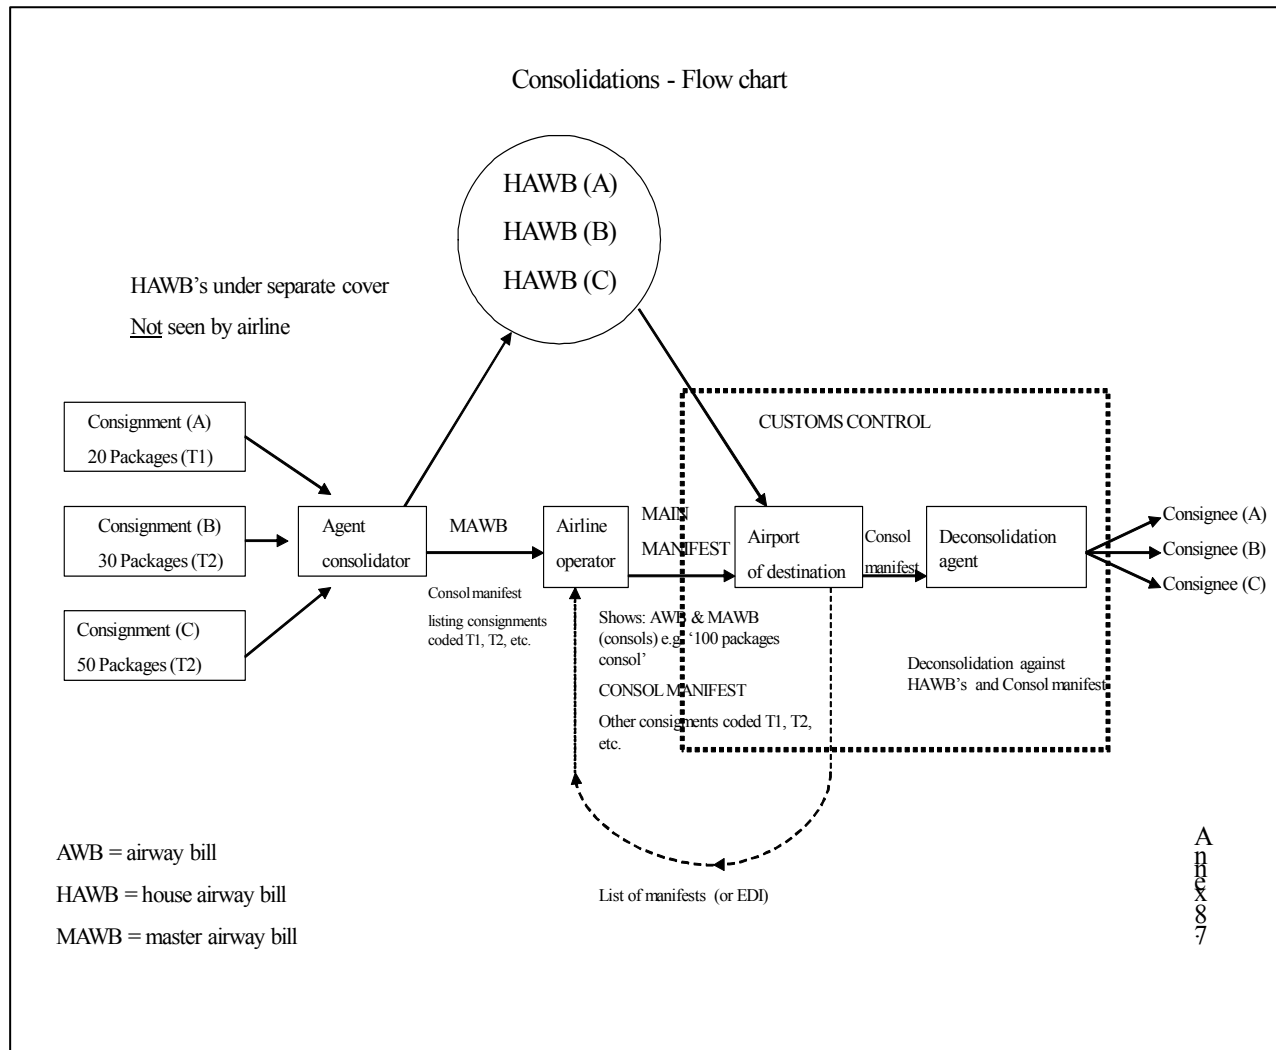 Consolidations - Flow chart
HAWB (A)
HAWB (B)
HAWB (C)
HAWB's under separate cover
Not seen by airline
Consignment (A)
20 Packages (T1)
Consignment (B)
30 Packages (T2)
Consignment (C)
50 Packages (T2)
Agent
consolidator
MAWB
Consol manifest
listing consignments
coded T1, T2, etc.
Airline
operator
MAIN
MANIFEST
Shows: AWB & MAWB
(consols) e.g. ‘100 packages
consol’
CONSOL MANIFEST
Other consigments coded T1, T2,
etc.
CUSTOMS CONTROL
Airport
of destination
Consol
manifest
Deconsolidation
agent
Deconsolidation against
HAWB's and Consol manifest
Consignee (A)
Consignee (B)
Consignee (C)
List of manifests (or EDI)
AWB = airway bill
HAWB = house airway bill
MAWB = master airway bill
Annex 8.7